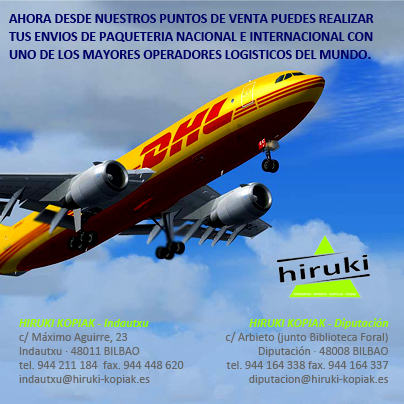 AHORA DESDE NUESTROS PUNTOS DE VENTA PUEDES REALIZAR
TUS ENVIOS DE PAQUETERIA NACIONAL E INTERNACIONAL CON
UNO DE LOS MAYORES OPERADORES LOGISTICOS DEL MUNDO.
DHL
hiruki
HIRUKI KOPIAK - Indautxu
c/ Máximo Aguirre, 23
Indautxu · 48011 BILBAO
tel. 944 211 184 fax. 944 448 620
indautxu@hiruki-kopiak.es
HIRUKI KOPIAK - Diputación
c/ Arbieto (junto Biblioteca Foral)
Diputación · 48008 BILBAO
tel. 944 164 338 fax. 944 164 337
diputacion@hiruki-kopiak.es